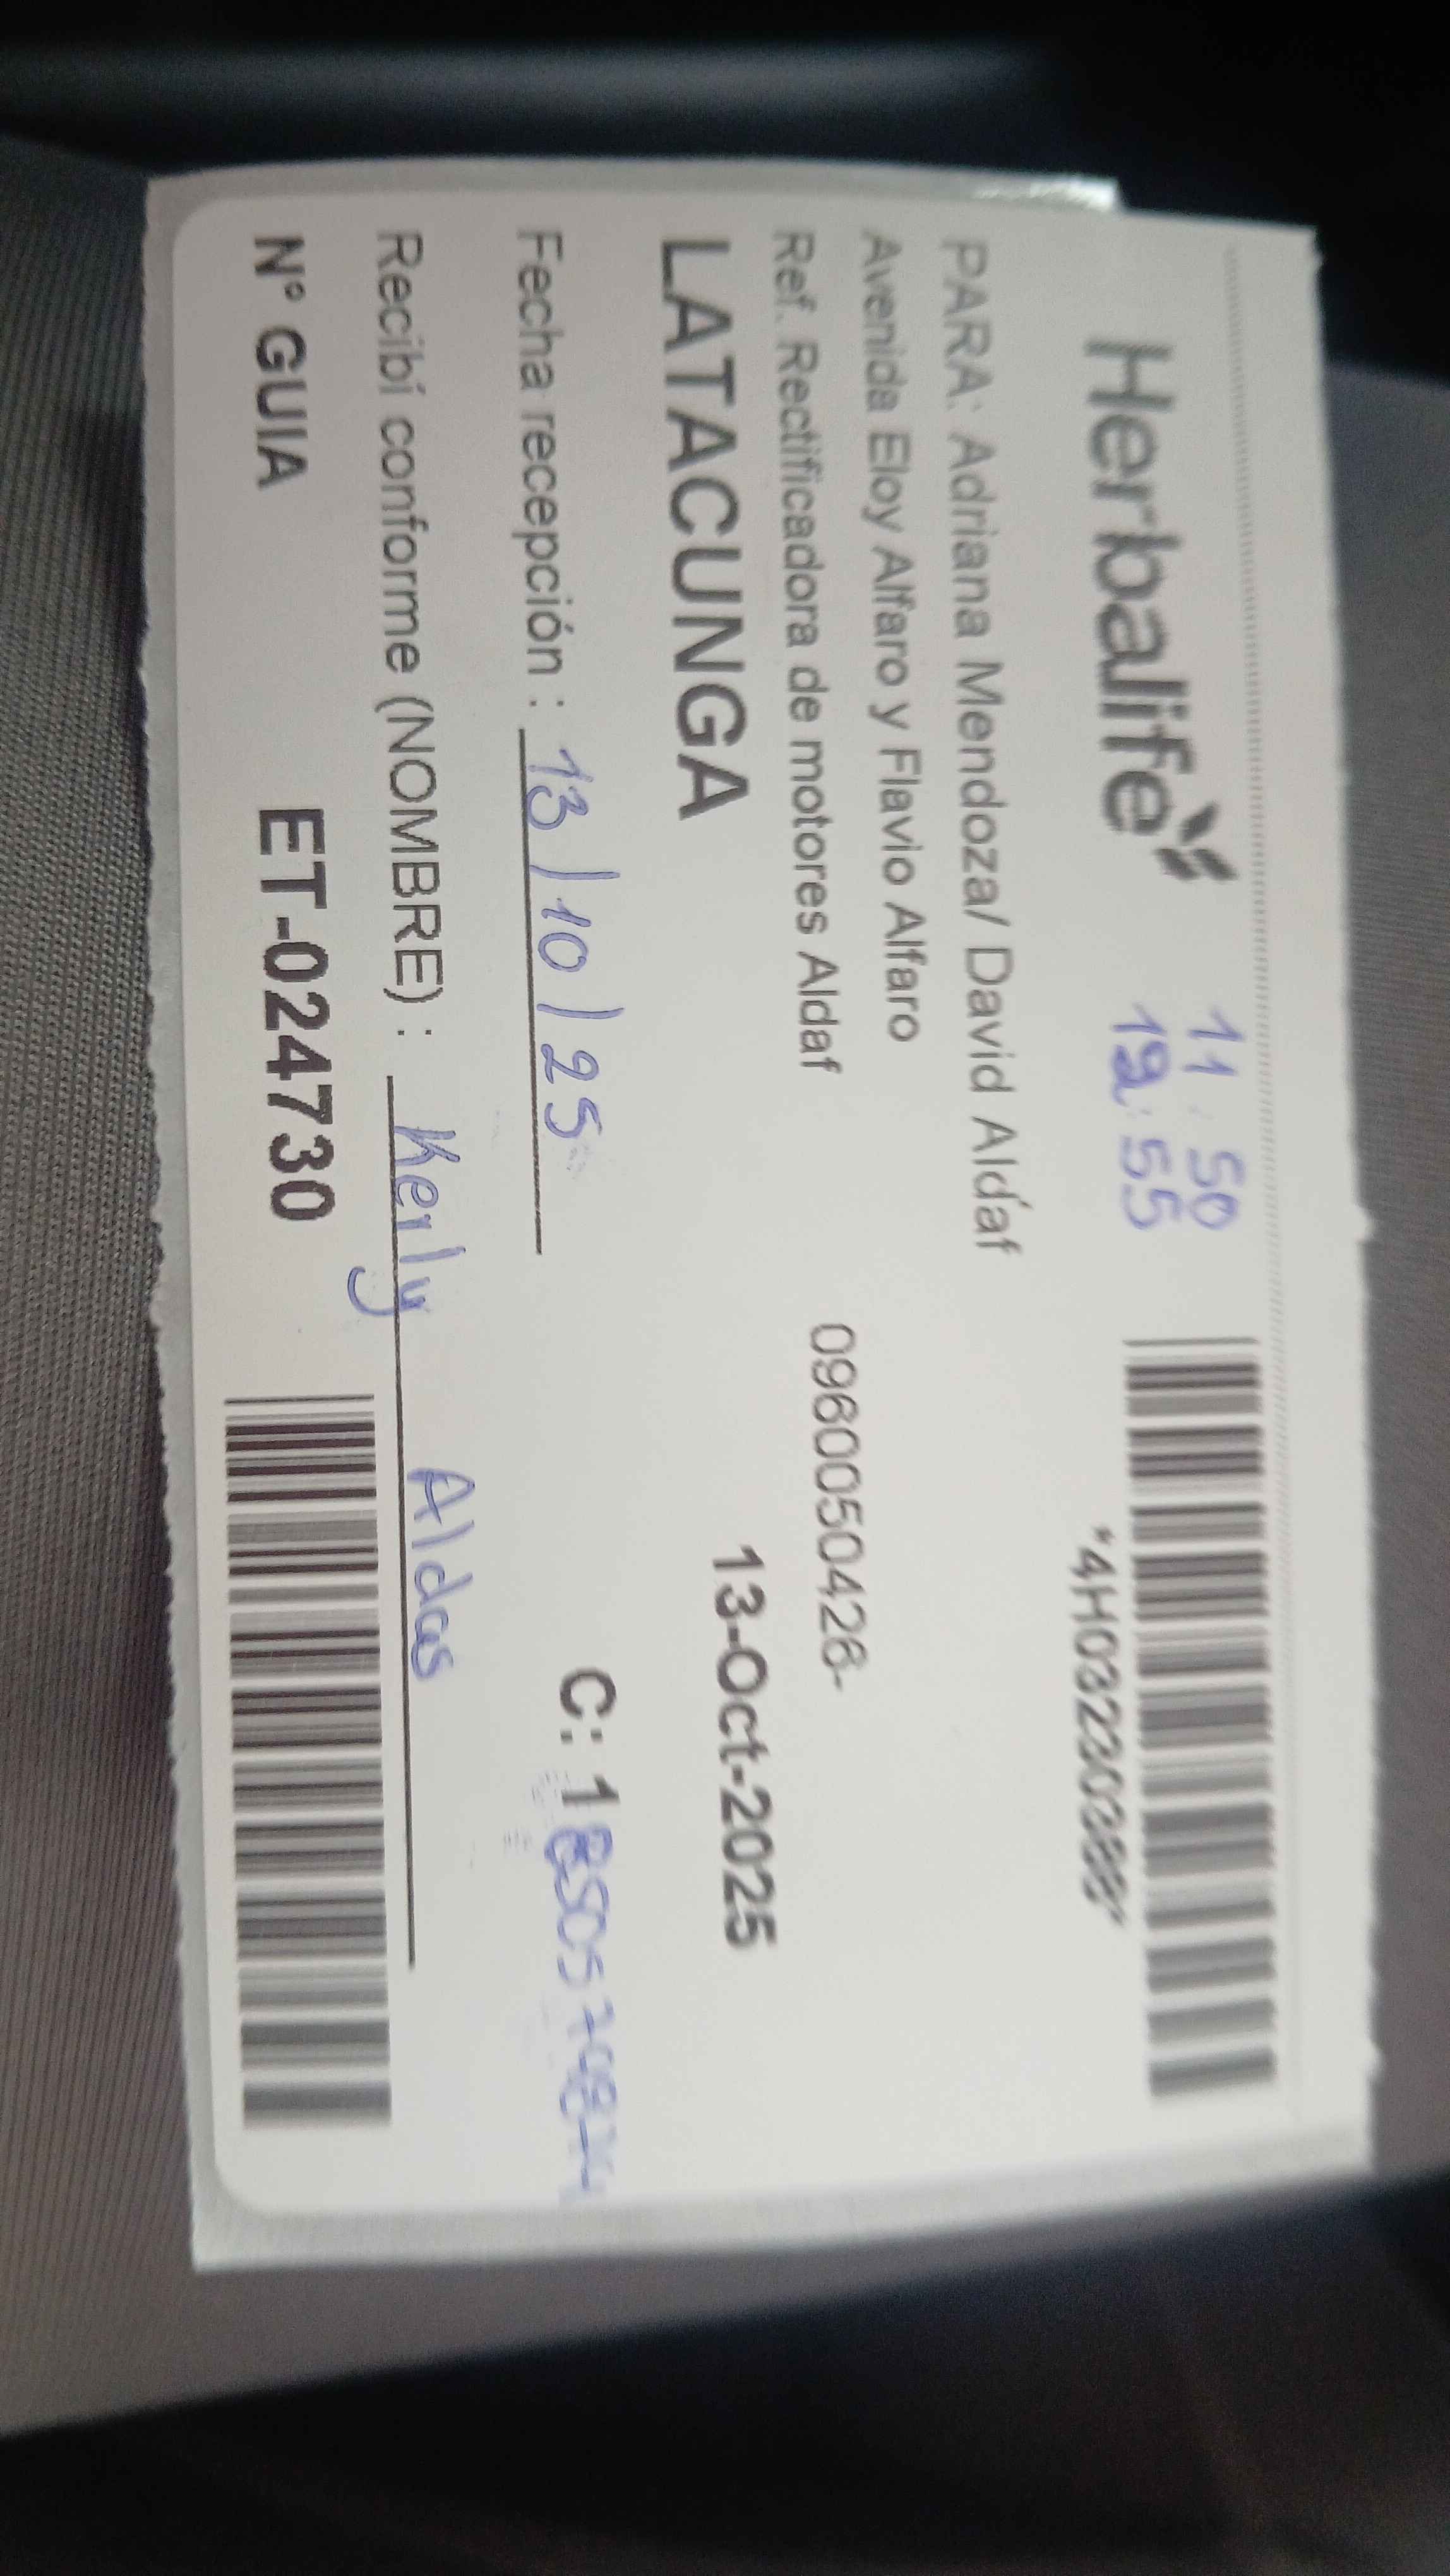 Herbalife
11 50
12:55
PARA: Adriana Mendoza/ David Aldáf
Avenida Eloy Alfaro y Flavio Alfaro
Ref. Rectificadora de motores Aldaf
0960050426-
LATACUNGA
13-Oct-2025
Fecha recepción : 13/10/25
C: 1
Recibí conforme (NOMBRE) : Kerly Aldas
Nº GUIA ET-024730